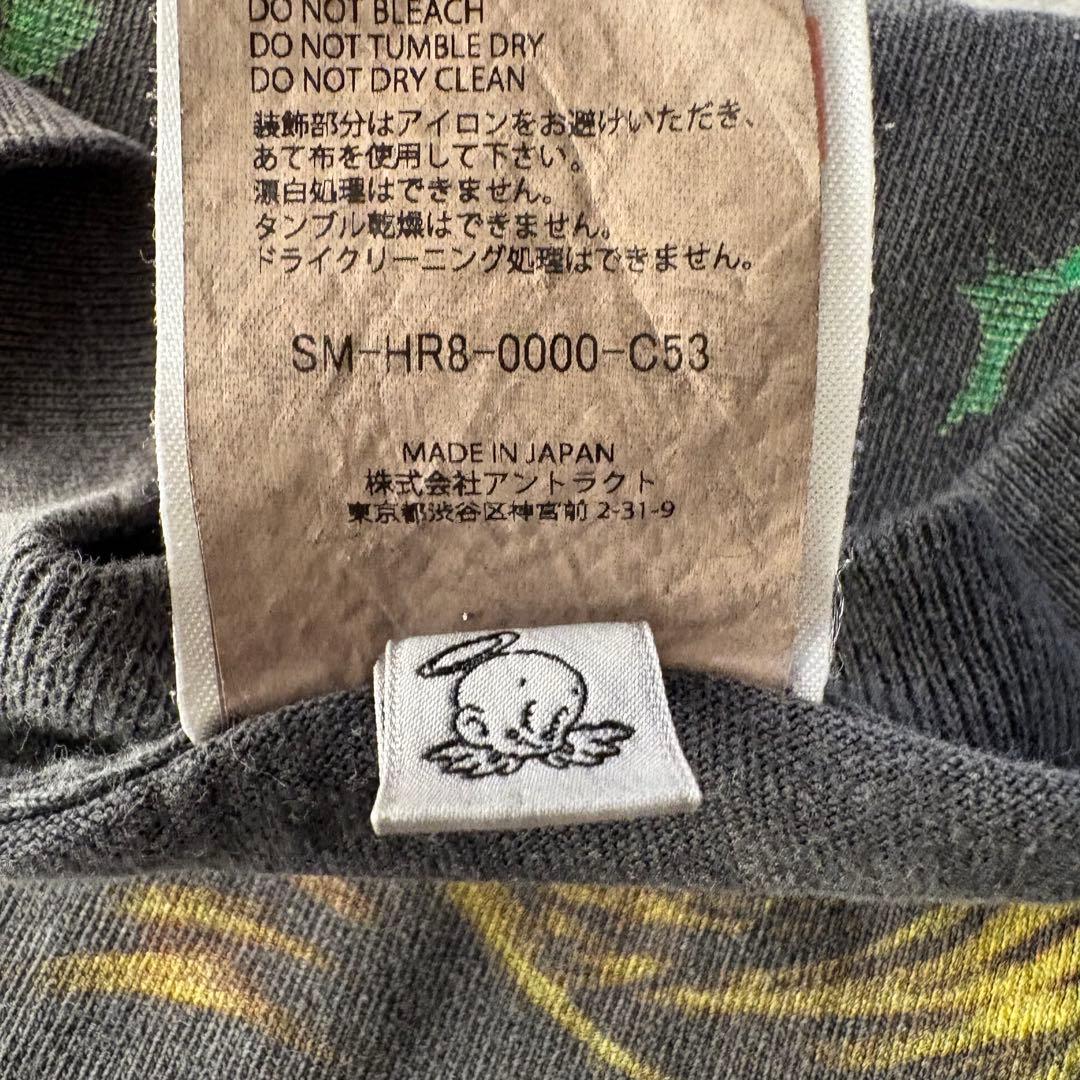 DO NOT BLEACH
DO NOT TUMBLE DRY
DO NOT DRY CLEAN
装飾部分はアイロンをお避けいただき、
あて布を使用して下さい。
漂白処理はできません。
タンブル乾燥はできません。
ドライクリーニング処理はできません。
SM-HR8-0000-C53
MADE IN JAPAN
株式会社アントラクト
東京都渋谷区神宮前 2-31-9